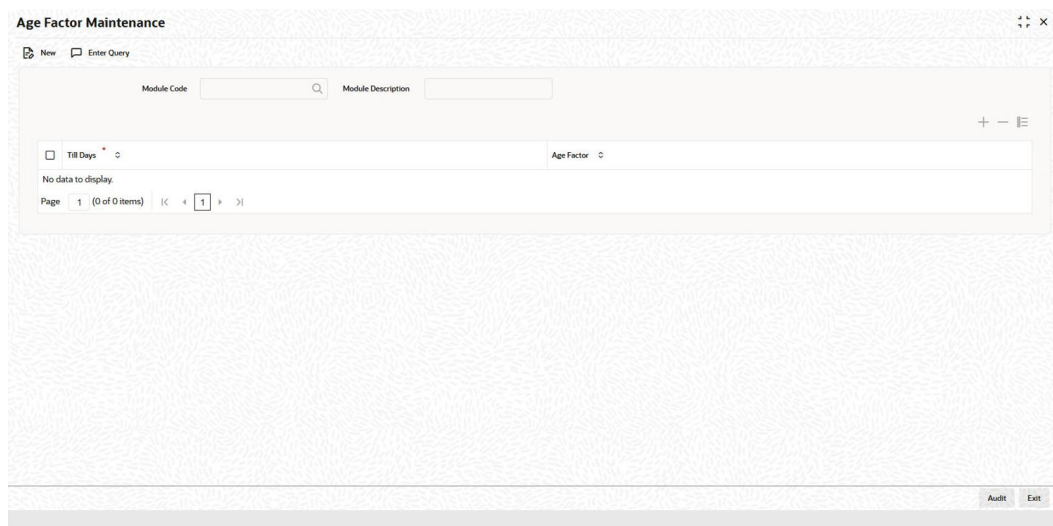 Age Factor Maintenance
New Enter Query
Module Code Module Description
Till Days * Age Factor
No data to display.
Page 1 (0 of 0 items) 1
Audit Exit